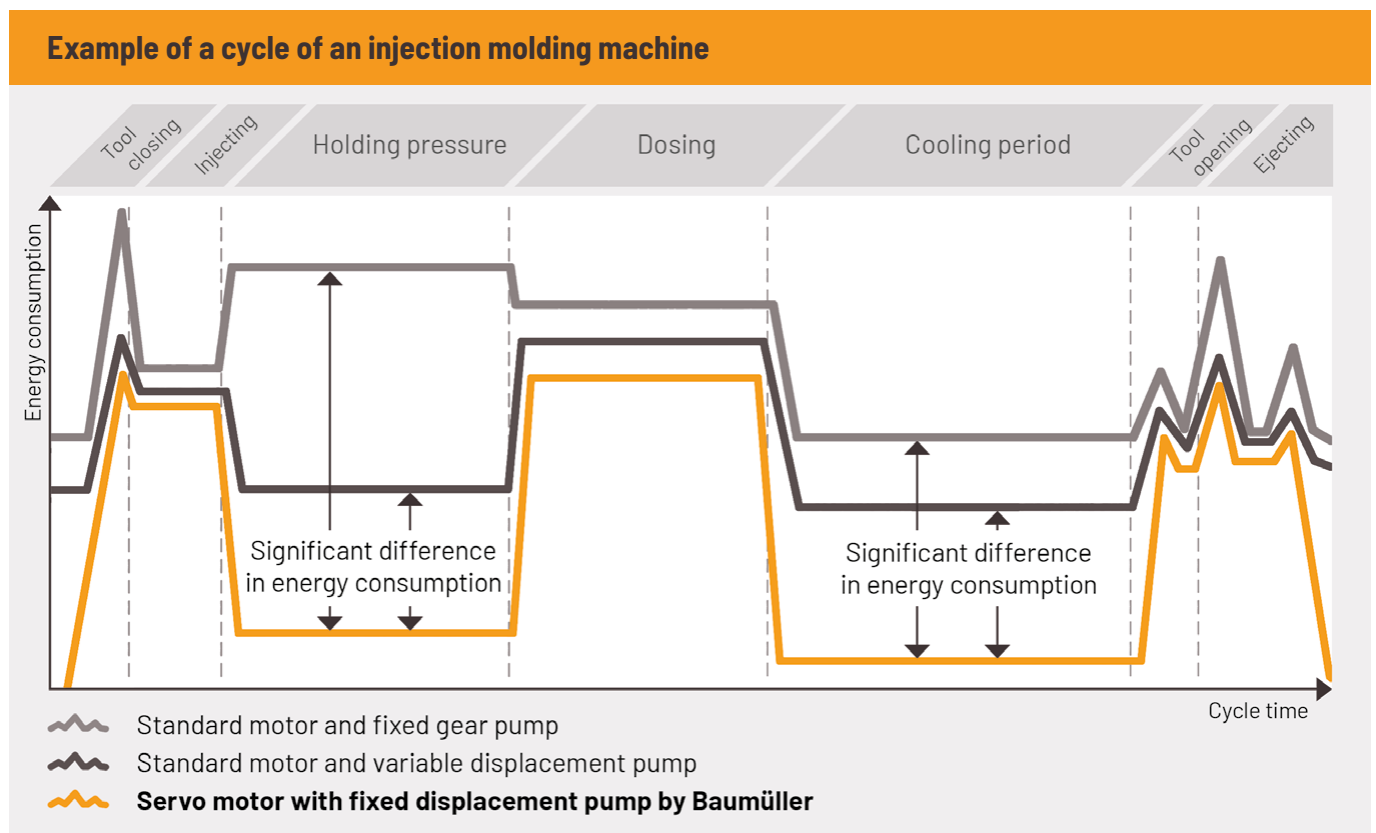 Example of a cycle of an injection molding machine
Tool
closing
Injecting
Holding pressure
Dosing
Cooling period
Tool
opening
Ejecting
Energy consumption
Significant difference
in energy consumption
Significant difference
in energy consumption
Cycle time
Standard motor and fixed gear pump
Standard motor and variable displacement pump
Servo motor with fixed displacement pump by Baumüller